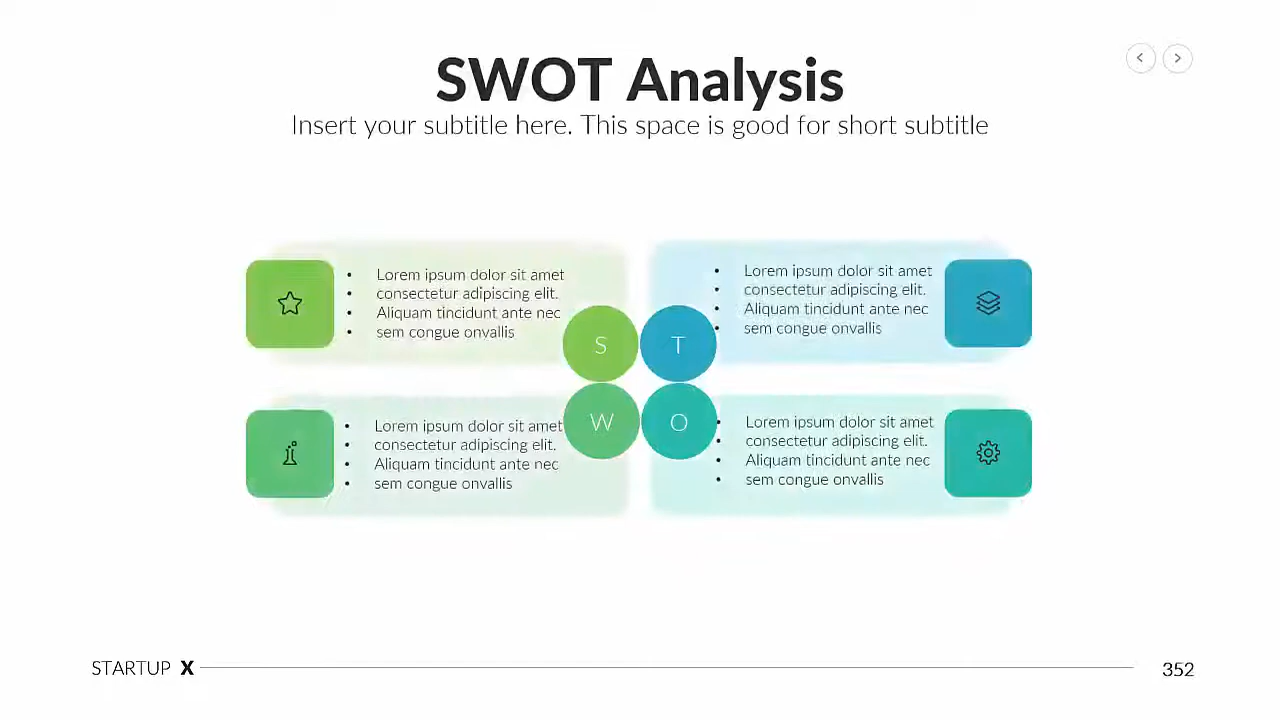 SWOT Analysis
Insert your subtitle here. This space is good for short subtitle
• Lorem ipsum dolor sit amet
• consectetur adipiscing elit.
• Aliquam tincidunt ante nec
• sem congue onvallis
S
T
• Lorem ipsum dolor sit amet
• consectetur adipiscing elit.
• Aliquam tincidunt ante nec
• sem congue onvallis
• Lorem ipsum dolor sit amet
• consectetur adipiscing elit.
• Aliquam tincidunt ante nec
• sem congue onvallis
W
O
• Lorem ipsum dolor sit amet
• consectetur adipiscing elit.
• Aliquam tincidunt ante nec
• sem congue onvallis
STARTUP X
352